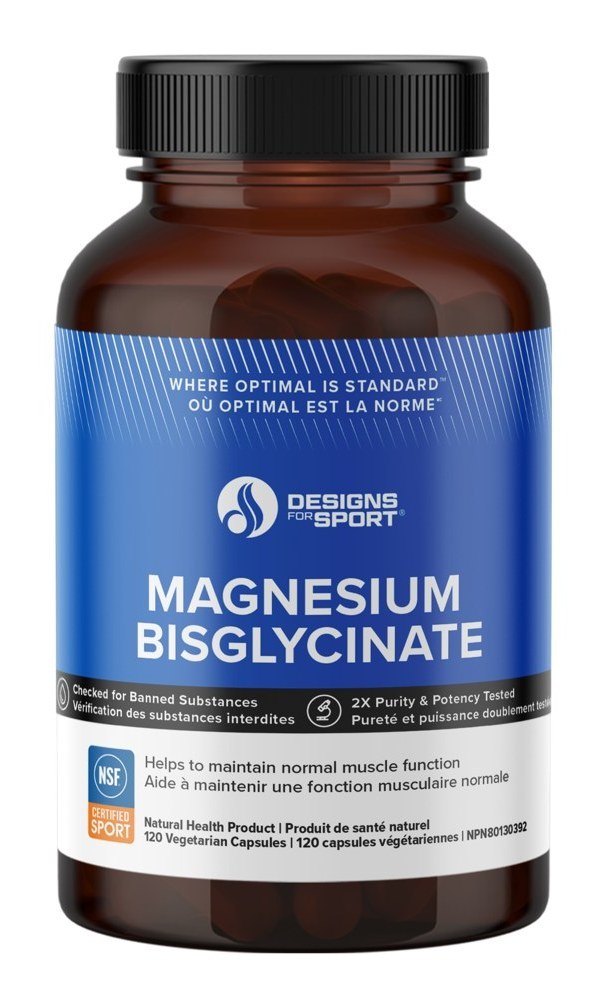 WHERE OPTIMAL IS STANDARD™
OÙ OPTIMAL EST LA NORME
DESIGNS
FOR SPORT®
MAGNESIUM
BISGLYCINATE
Checked for Banned Substances
Vérification des substances interdites
2X Purity & Potency Tested
Pureté et puissance doublement
NSF
CERTIFIED
SPORT
Helps to maintain normal muscle function
Aide à maintenir une fonction musculaire normale
Natural Health Product | Produit de santé naturel
120 Vegetarian Capsules | 120 capsules végétariennes | NPN80130392